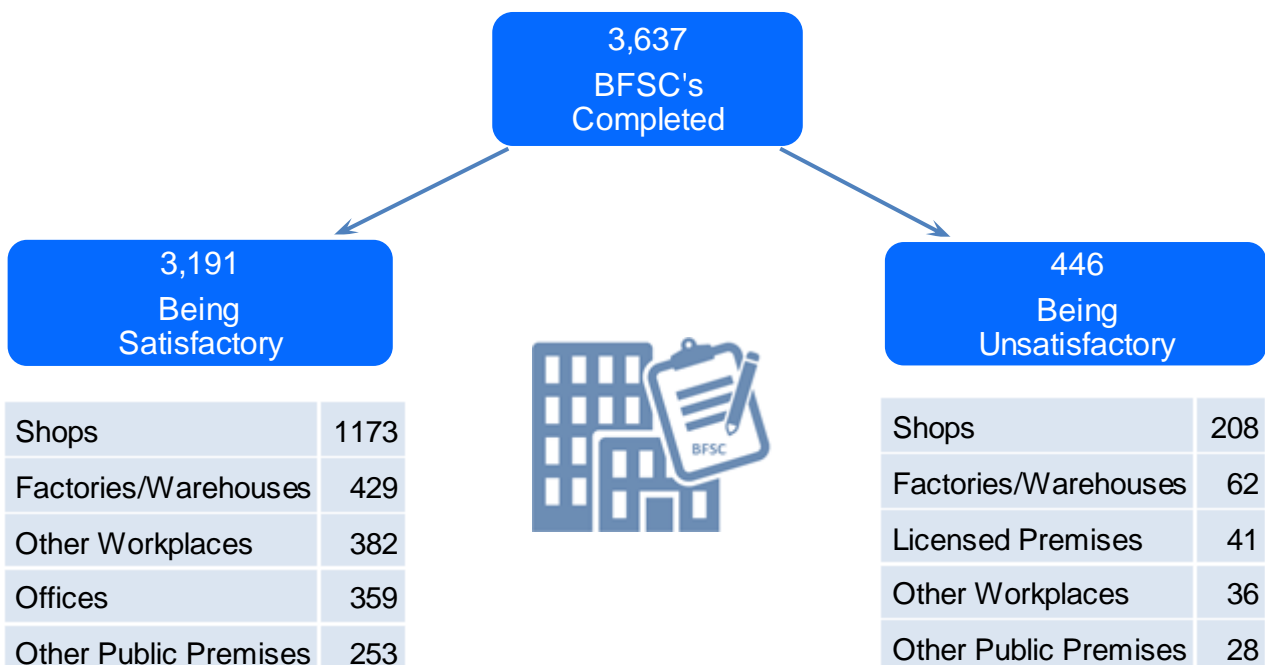 3,637
BFSC's
Completed
3,191
Being
Satisfactory
446
Being
Unsatisfactory
Shops 1173
Factories/Warehouses 429
Other Workplaces 382
Offices 359
Other Public Premises 253
BFSC
Shops 208
Factories/Warehouses 62
Licensed Premises 41
Other Workplaces 36
Other Public Premises 28